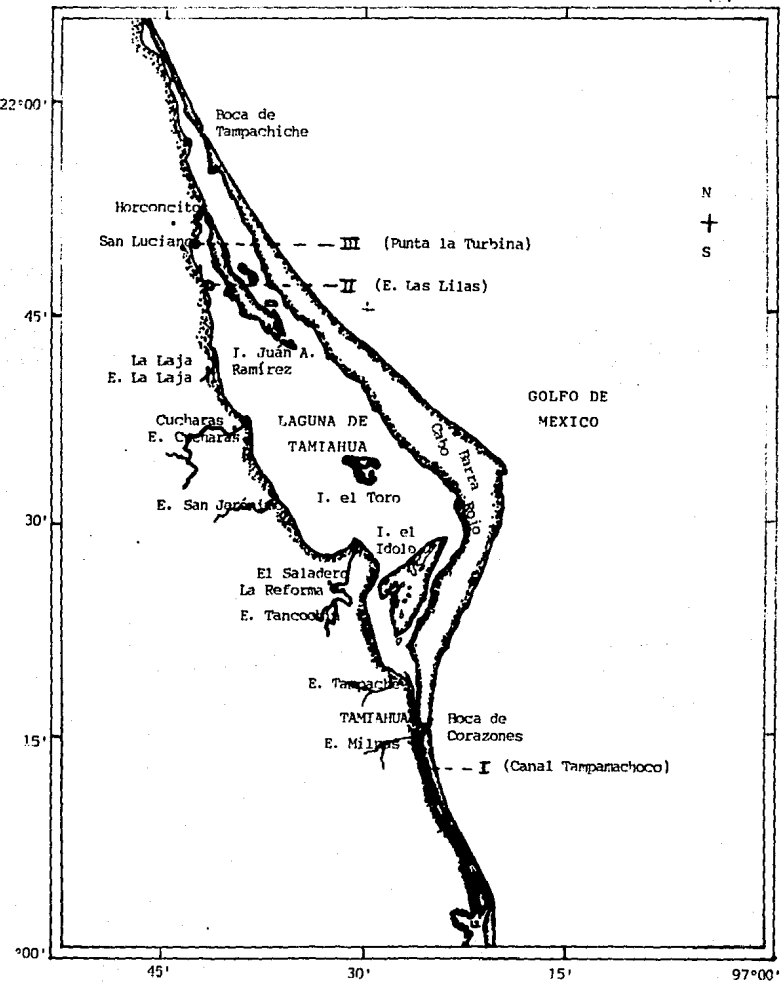 22°00'
Boca de
Tampachiche
N
S
Horconcito
San Luciano
III (Punta la Turbina)
II (E. Las Lilas)
45'
I. Juán A.
Ramírez
La Laja
E. La Laja
GOLFO DE
MEXICO
Cucharas
E. Cucharas
LAGUNA DE
TAMIAHUA
Cabo
Barra
Rojo
I. el Toro
E. San Jerónimo
30'
I. el
Idolo
El Saladero
La Reforma
E. Tancochín
E. Tampache
TAMIAHUA
Boca de
Corazones
15'
E. Milpas
I (Canal Tampamachoco)
°00'
45'
30'
15'
97°00'